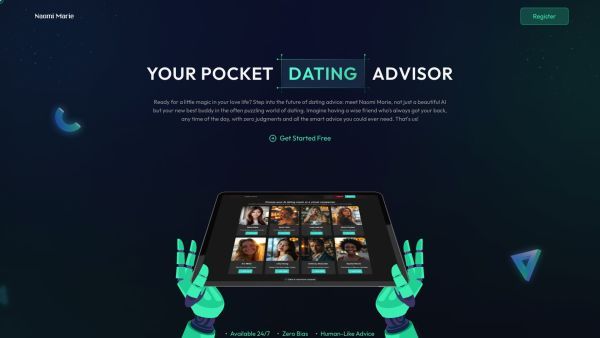 Naomi Marie
Register
YOUR POCKET DATING ADVISOR
Ready for a little magic in your love life? Step into the future of dating advice: meet Naomi Marie, not just a beautiful AI
but your new best buddy in the often puzzling world of dating. Imagine having a wise friend who's always got your back,
any time of the day, with zero judgments and all the smart advice you could ever need. That's us!
Get Started Free
• Available 24/7 • Zero Bias • Human-Like Advice